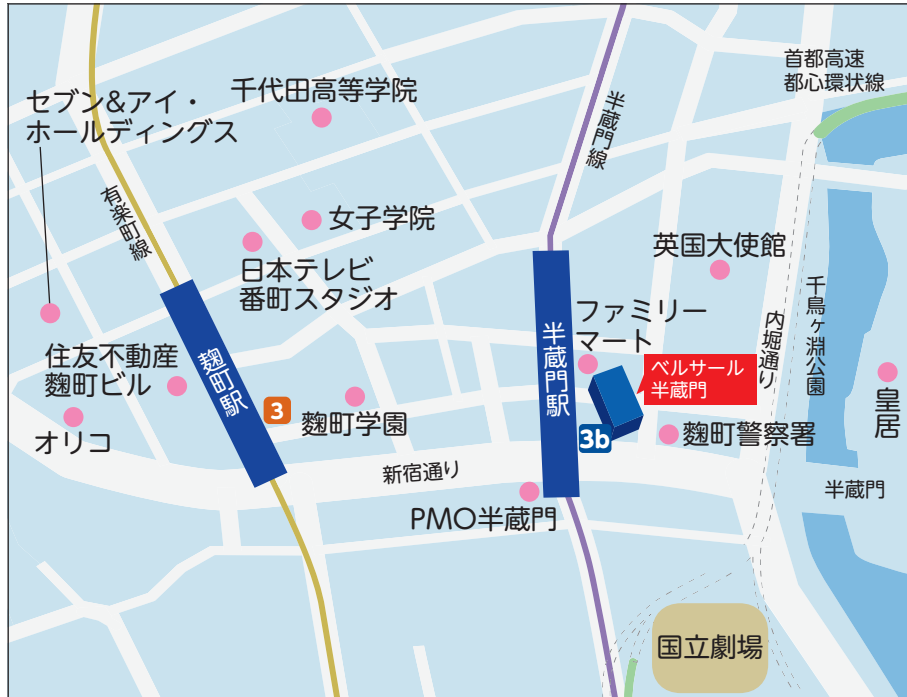 首都高速
都心環状線
セブン&アイ・
ホールディングス
千代田高等学院
半蔵門線
有楽町線
女子学院
日本テレビ
番町スタジオ
英国大使館
千鳥ヶ淵公園
内堀通り
ファミリー
マート
住友不動産
麴町ビル
麴町駅
半蔵門駅
ベルサール
半蔵門
皇居
オリコ
3
麴町学園
3b
麴町警察署
新宿通り
半蔵門
PMO半蔵門
国立劇場